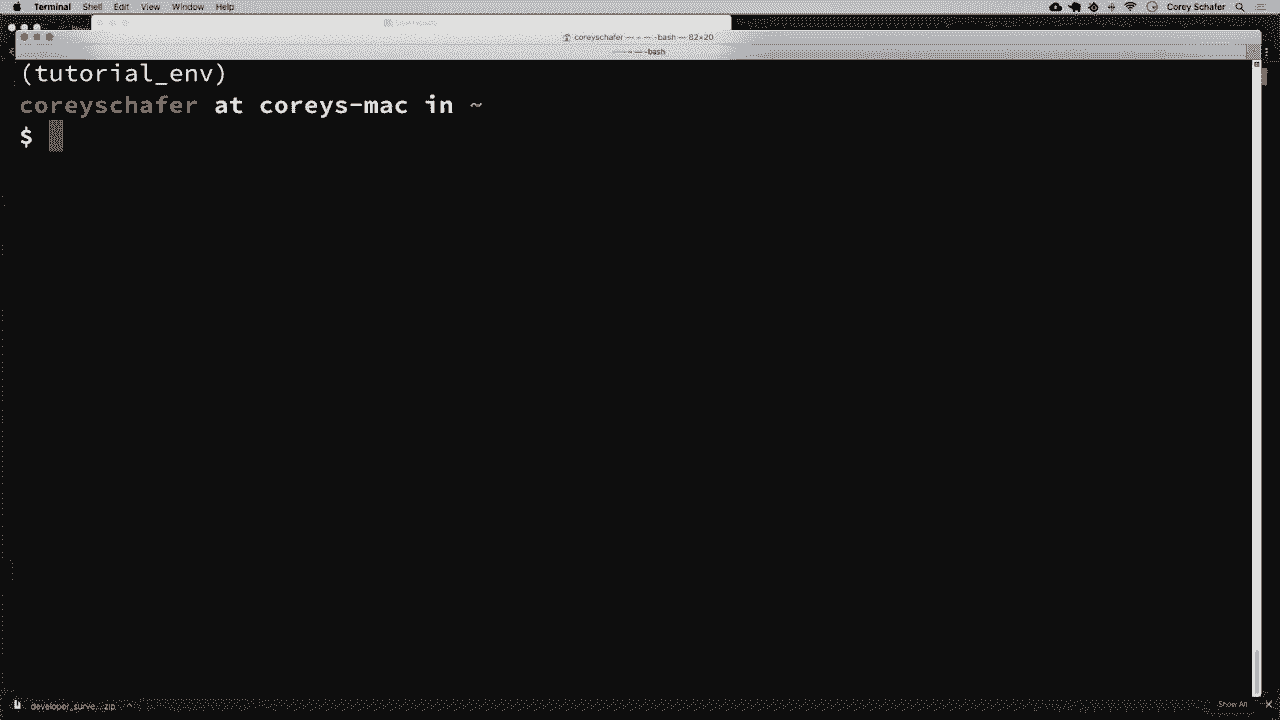 Terminal Shell Edit View Window Help Corey Schafer
coreyschafer — — -bash — 82×20
-bash
(tutorial_env)
coreyschafer at coreys-mac in ~
$
developer_surve....zip
Show All